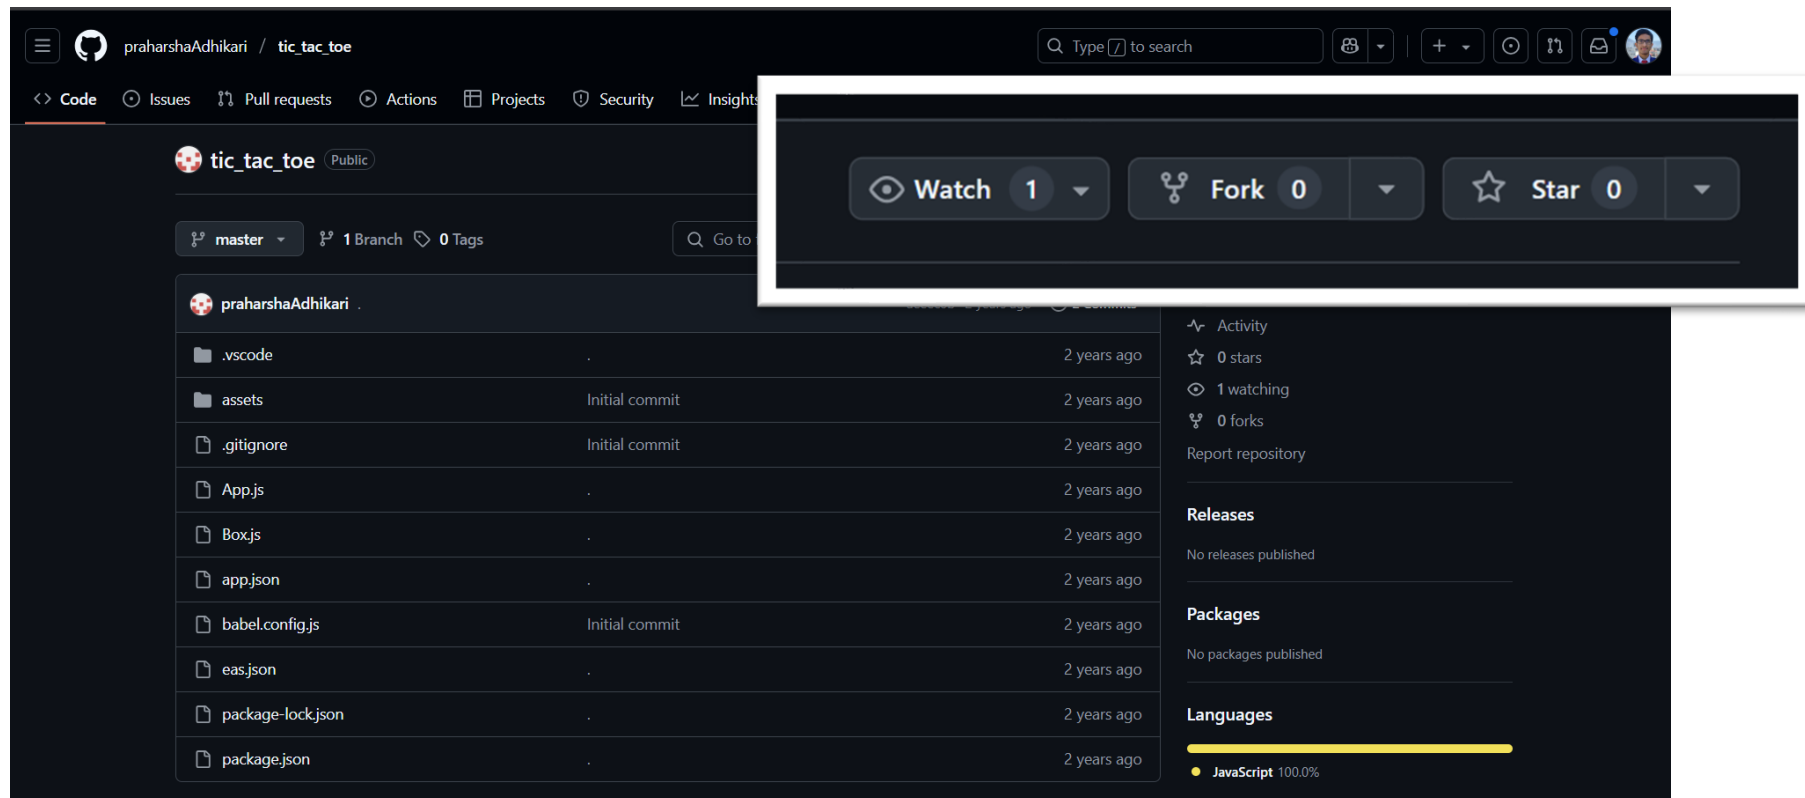 praharshaAdhikari / tic_tac_toe
Type / to search
Code Issues Pull requests Actions Projects Security Insights
tic_tac_toe Public
Watch 1 Fork 0 Star 0
master 1 Branch 0 Tags Go to
praharshaAdhikari .
.vscode . 2 years ago
assets Initial commit 2 years ago
.gitignore Initial commit 2 years ago
App.js . 2 years ago
Box.js . 2 years ago
app.json . 2 years ago
babel.config.js Initial commit 2 years ago
eas.json . 2 years ago
package-lock.json . 2 years ago
package.json . 2 years ago
Activity
0 stars
1 watching
0 forks
Report repository
Releases
No releases published
Packages
No packages published
Languages
JavaScript 100.0%